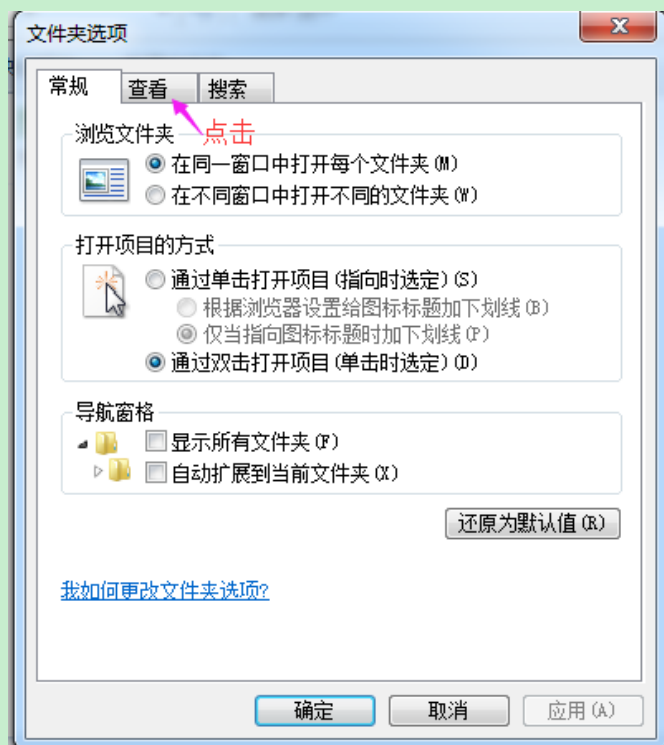 文件夹选项
常规 查看 搜索
点击
浏览文件夹
在同一窗口中打开每个文件夹(M)
在不同窗口中打开不同的文件夹(W)
打开项目的方式
通过单击打开项目(指向时选定)(S)
根据浏览器设置给图标标题加下划线(B)
仅当指向图标标题时加下划线(P)
通过双击打开项目(单击时选定)(D)
导航窗格
显示所有文件夹(F)
自动扩展到当前文件夹(X)
还原为默认值(R)
我如何更改文件夹选项?
确定 取消 应用(A)